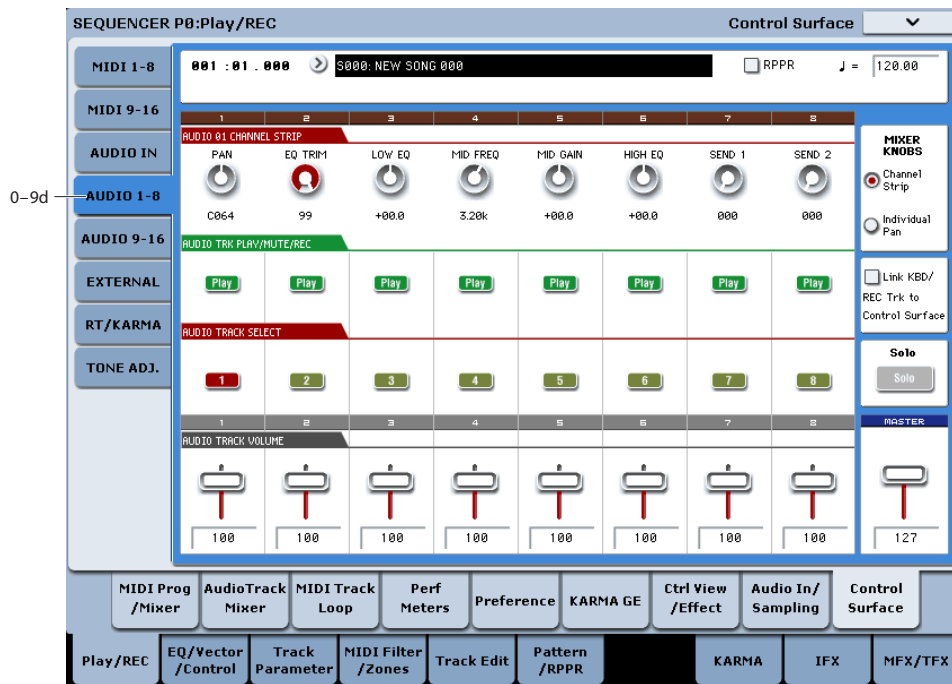 SEQUENCER P0:Play/REC
Control Surface
0–9d
MIDI 1-8
MIDI 9-16
AUDIO IN
AUDIO 1-8
AUDIO 9-16
EXTERNAL
RT/KARMA
TONE ADJ.
001 :01 . 000
S000: NEW SONG 000
RPPR
♩ = 120.00
1 2 3 4 5 6 7 8
AUDIO 01 CHANNEL STRIP
PAN EQ TRIM LOW EQ MID FREQ MID GAIN HIGH EQ SEND 1 SEND 2
C064 99 +00.0 3.20k +00.0 +00.0 000 000
AUDIO TRK PLAY/MUTE/REC
Play Play Play Play Play Play Play Play
AUDIO TRACK SELECT
1 2 3 4 5 6 7 8
1 2 3 4 5 6 7 8
AUDIO TRACK VOLUME
100 100 100 100 100 100 100 100
MIXER
KNOBS
Channel
Strip
Individual
Pan
Link KBD/
REC Trk to
Control Surface
Solo
Solo
MASTER
127
MIDI Prog
/Mixer
AudioTrack
Mixer
MIDI Track
Loop
Perf
Meters
Preference
KARMA GE
Ctrl View
/Effect
Audio In/
Sampling
Control
Surface
Play/REC
EQ/Vector
/Control
Track
Parameter
MIDI Filter
/Zones
Track Edit
Pattern
/RPPR
KARMA
IFX
MFX/TFX